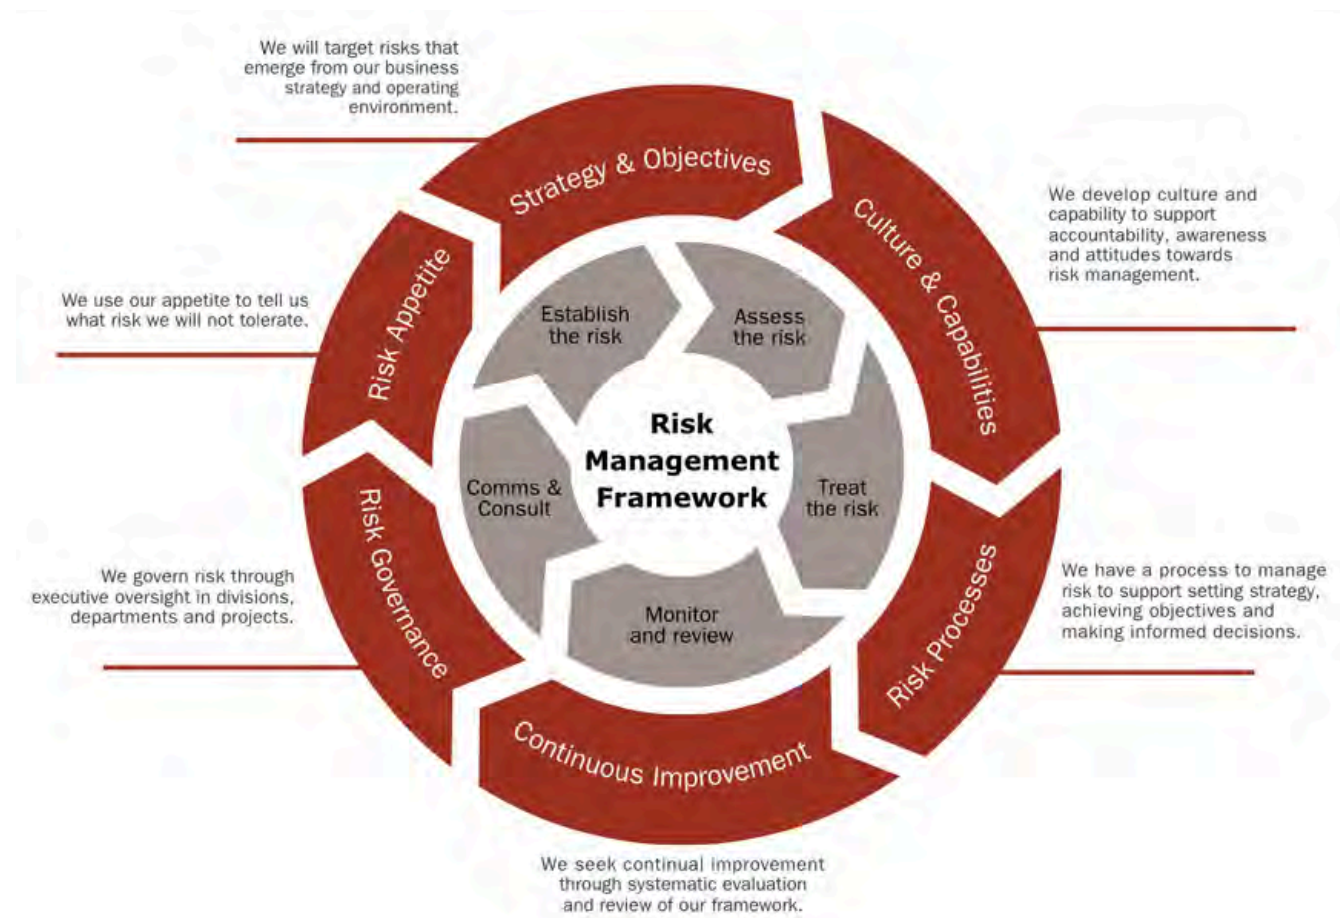 We will target risks that
emerge from our business
strategy and operating
environment.
Strategy & Objectives
We develop culture and
capability to support
accountability, awareness
and attitudes towards
risk management.
Culture & Capabilities
We use our appetite to tell us
what risk we will not tolerate.
Risk Appetite
Establish
the risk
Assess
the risk
Risk
Management
Framework
Comms &
Consult
Treat
the risk
Monitor
and review
Risk Governance
We govern risk through
executive oversight in divisions,
departments and projects.
Risk Processes
We have a process to manage
risk to support setting strategy,
achieving objectives and
making informed decisions.
Continuous Improvement
We seek continual improvement
through systematic evaluation
and review of our framework.